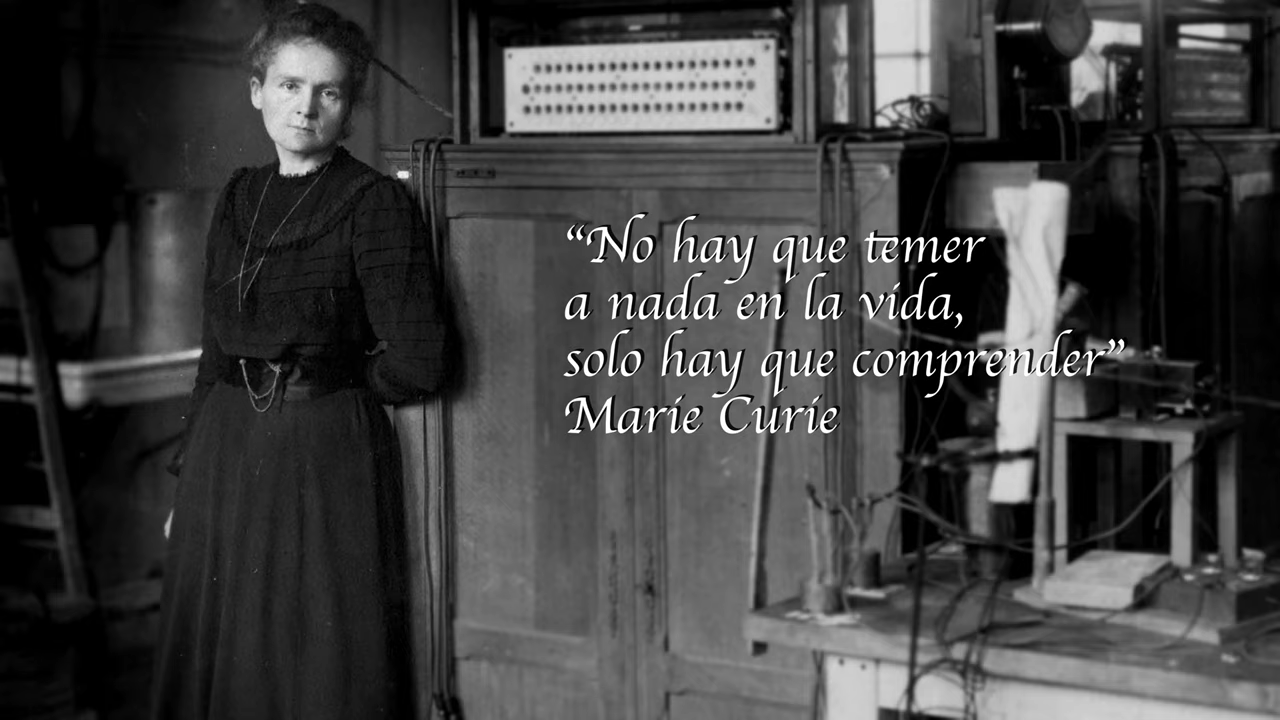 “No hay que temer
a nada en la vida,
solo hay que comprender”
Marie Curie